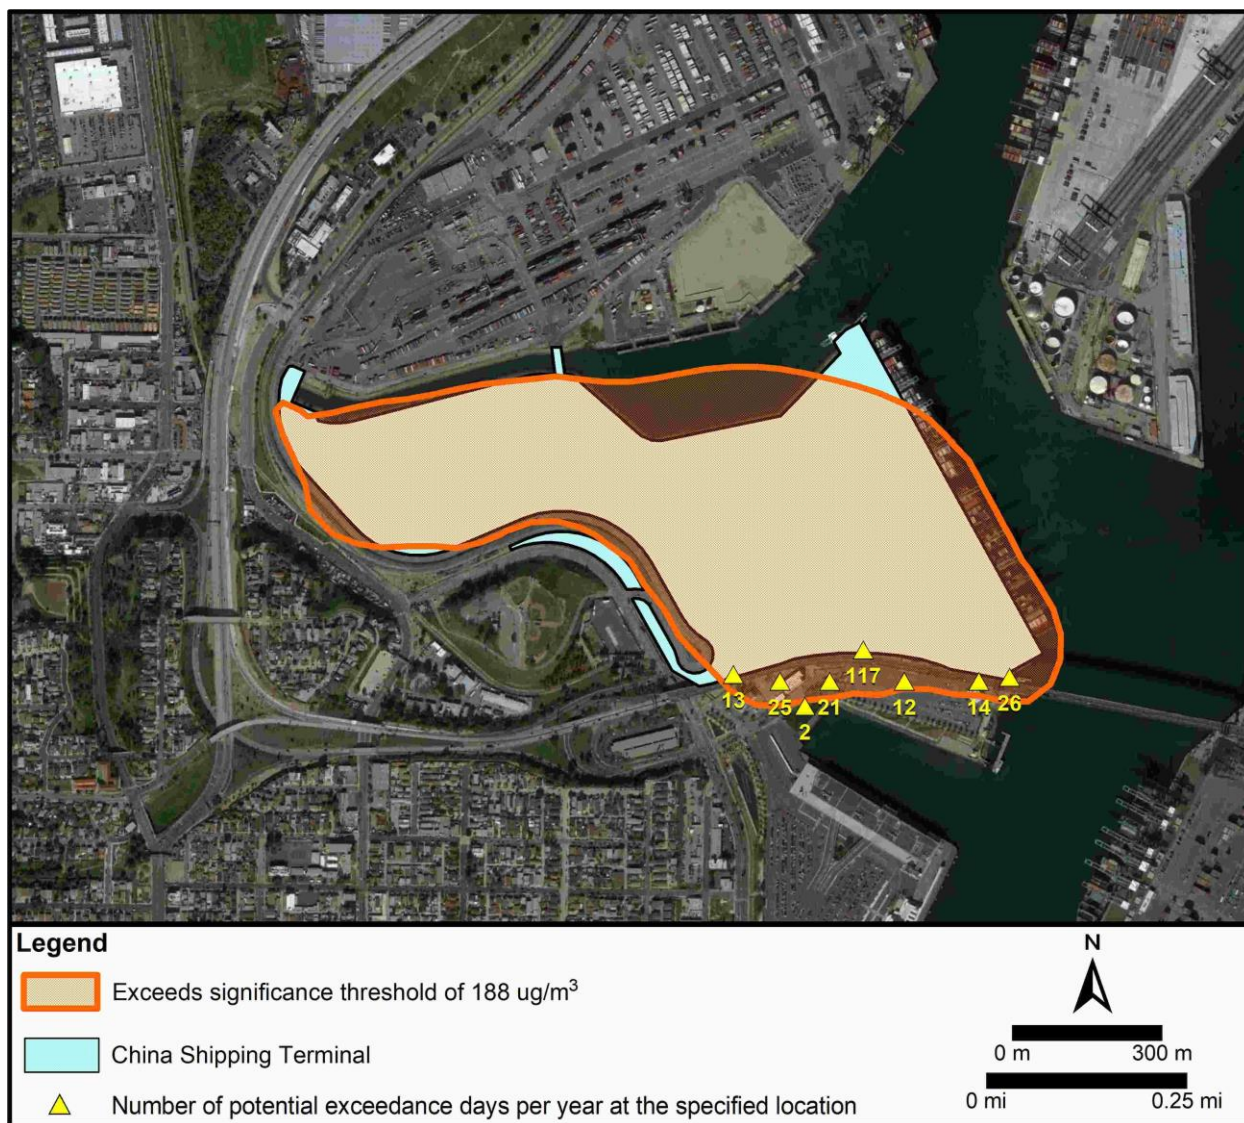 117
13
25
21
12
14
26
2
Legend
Exceeds significance threshold of 188 ug/m³
China Shipping Terminal
Number of potential exceedance days per year at the specified location
N
0 m 300 m
0 mi 0.25 mi